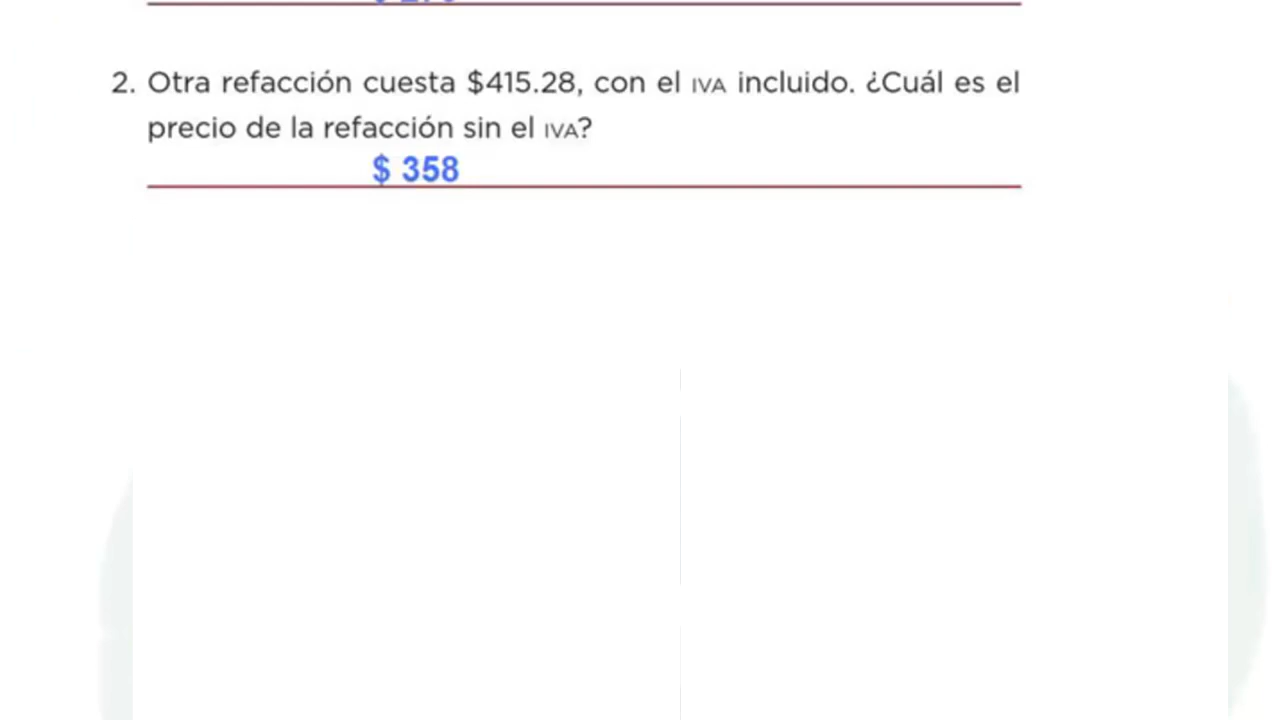 2. Otra refacción cuesta $415.28, con el IVA incluido. ¿Cuál es el
precio de la refacción sin el IVA?
$ 358